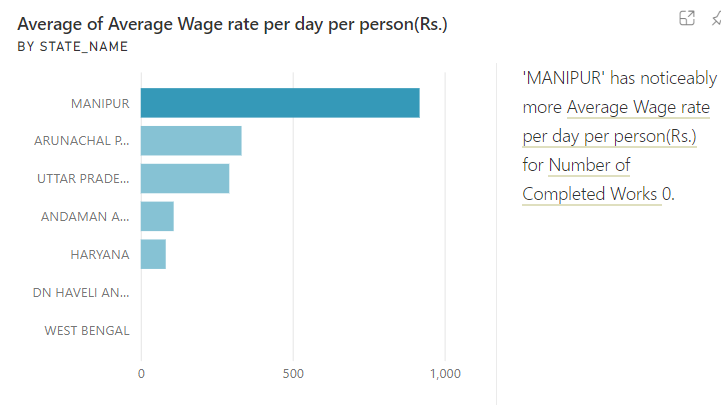 Average of Average Wage rate per day per person(Rs.)
BY STATE_NAME
MANIPUR
ARUNACHAL P...
UTTAR PRADE...
ANDAMAN A...
HARYANA
DN HAVELI AN...
WEST BENGAL
0
500
1,000
'MANIPUR' has noticeably
more Average Wage rate
per day per person(Rs.)
for Number of
Completed Works 0.